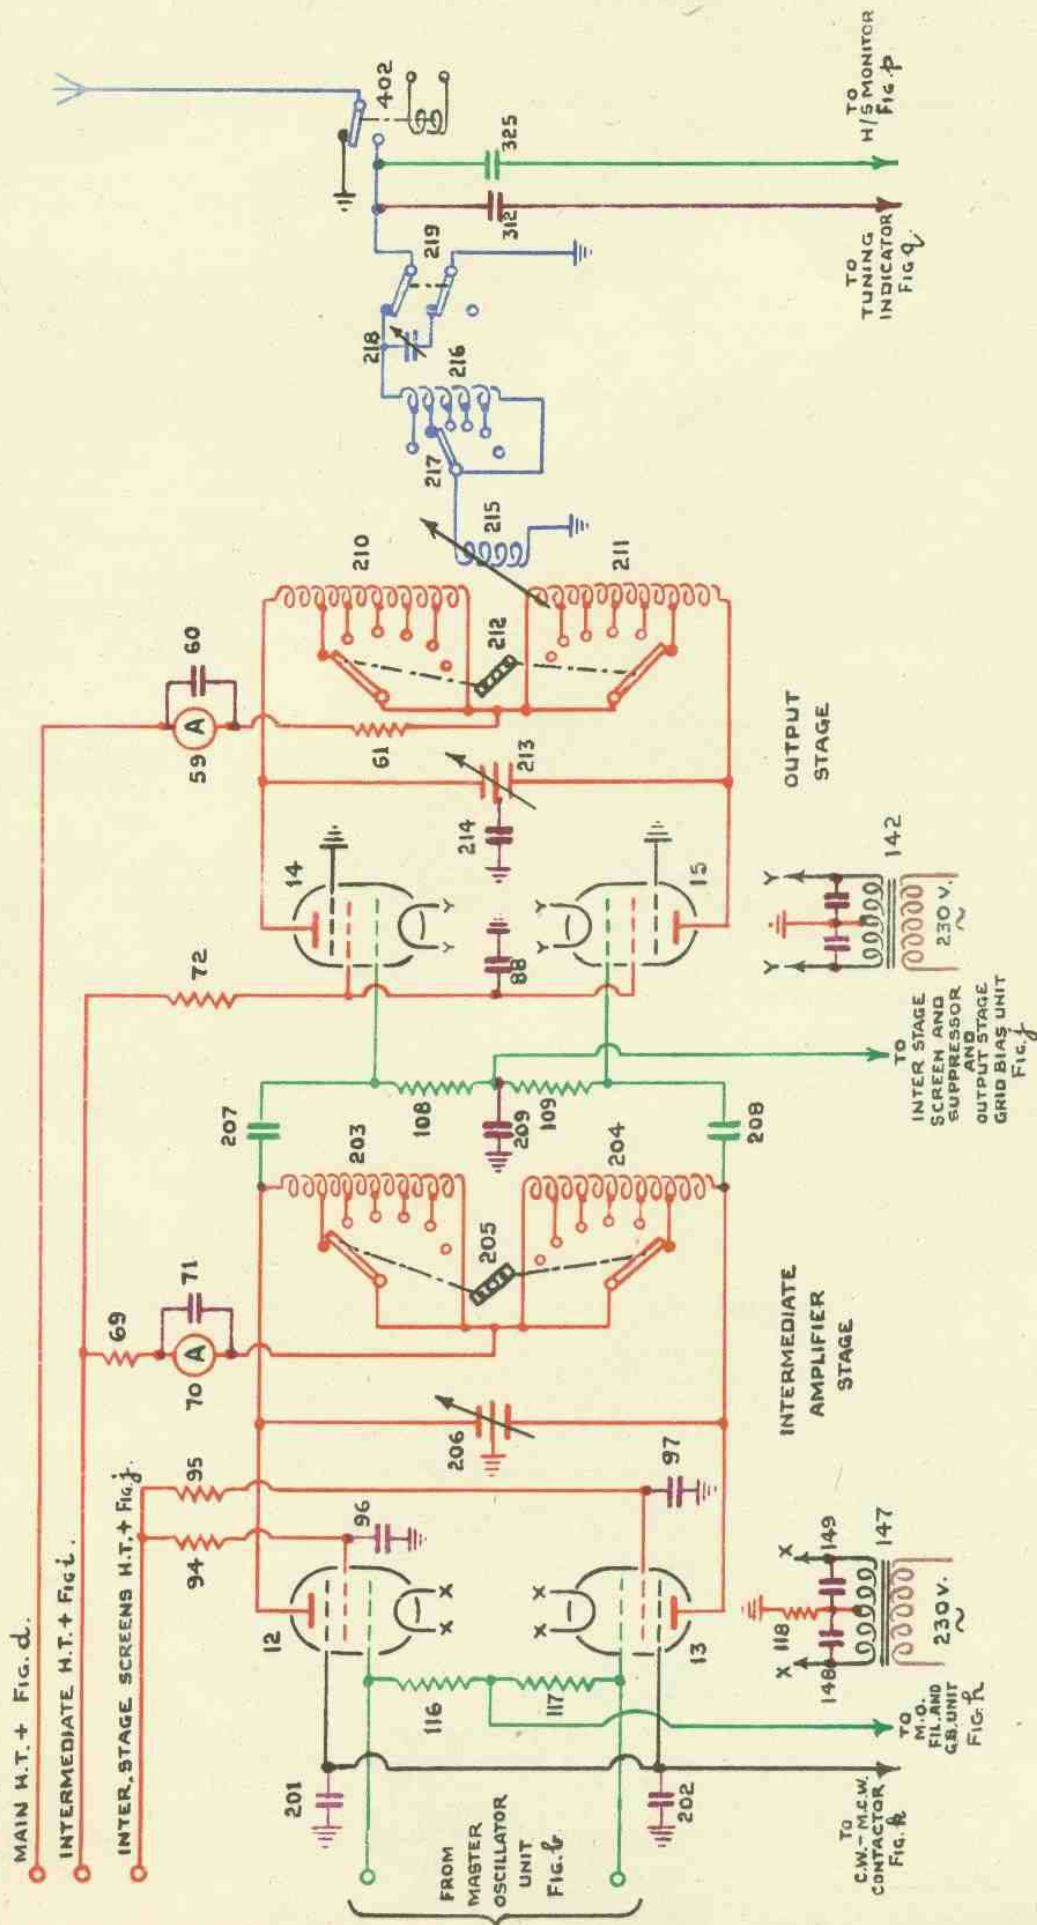 MAIN H.T. + FIG. d.
INTERMEDIATE H.T. + FIG i.
INTER. STAGE SCREENS H.T. + FIG. j.
69
70
A
71
72
59
A
60
61
94
95
96
97
12
13
X X
X X
116
117
201
202
FROM
MASTER
OSCILLATOR
UNIT
FIG. b
206
203
204
205
207
208
108
109
209
88
14
15
Y Y
Y Y
213
214
210
211
212
215
216
217
218
219
402
312
325
INTERMEDIATE
AMPLIFIER
STAGE
OUTPUT
STAGE
X
X
118
148
149
147
230 V.
~
Y
Y
142
230 V.
~
TO
C.W. - M.C.W.
CONTACTOR
FIG. k
TO
M.O.
FIL. AND
G.B. UNIT
FIG. h
TO
INTER STAGE
SCREEN AND
SUPPRESSOR
AND
OUTPUT STAGE
GRID BIAS UNIT
FIG. j
TO
TUNING
INDICATOR
FIG q
TO
H/S MONITOR
FIG. p